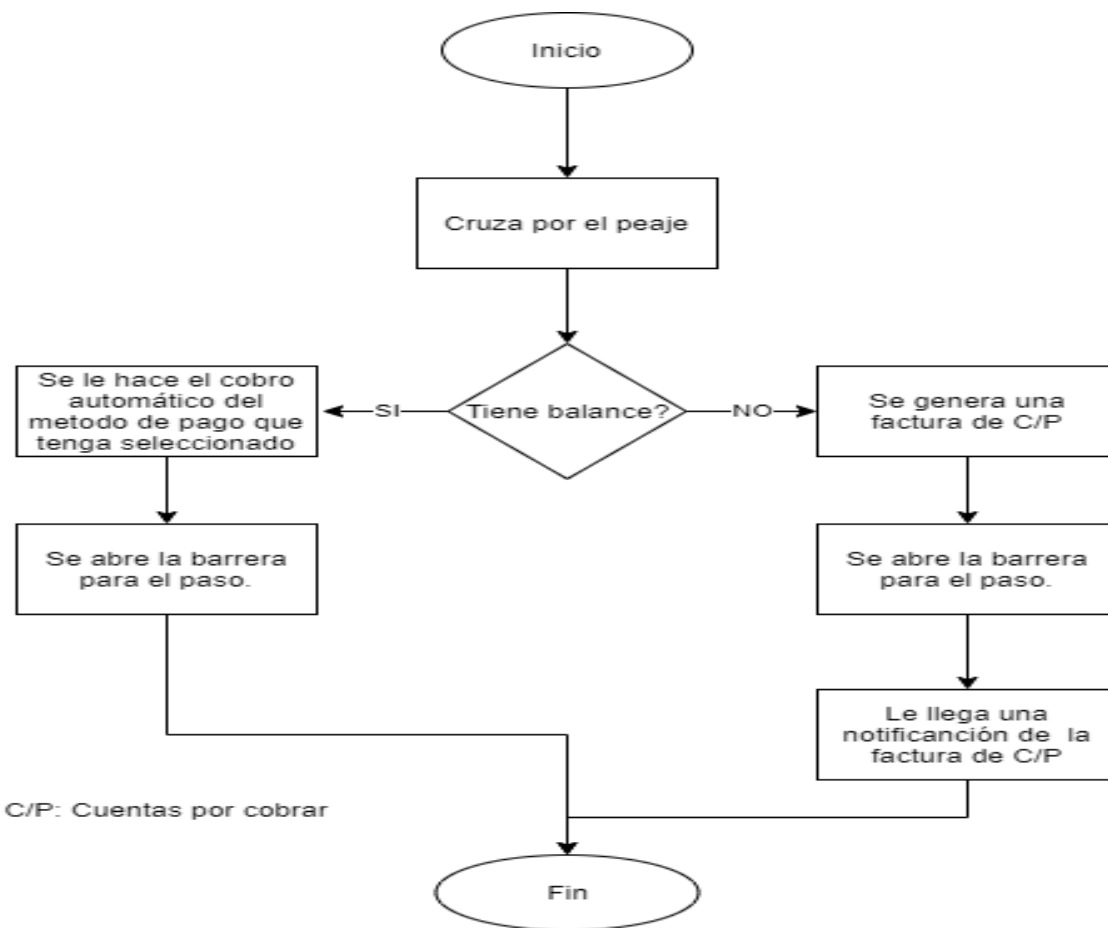 Inicio
Cruza por el peaje
Tiene balance?
SI
NO
Se le hace el cobro
automático del
metodo de pago que
tenga seleccionado
Se abre la barrera
para el paso.
Se genera una
factura de C/P
Se abre la barrera
para el paso.
Le llega una
notificanción de la
factura de C/P
C/P: Cuentas por cobrar
Fin